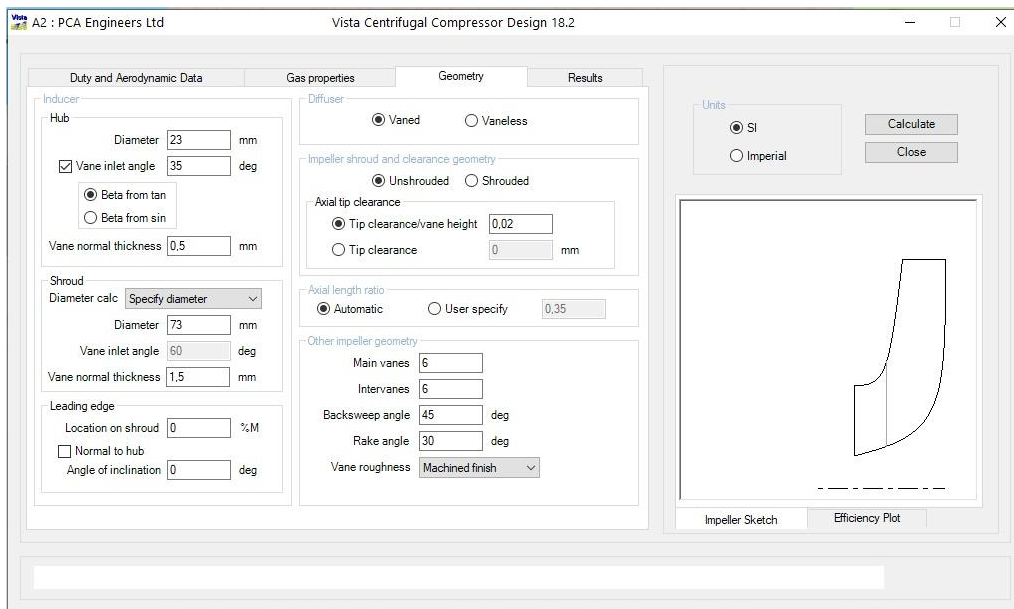 Vista A2 : PCA Engineers Ltd
Vista Centrifugal Compressor Design 18.2
Duty and Aerodynamic Data
Gas properties
Geometry
Results
Inducer
Hub
Diameter 23 mm
Vane inlet angle 35 deg
Beta from tan
Beta from sin
Vane normal thickness 0,5 mm
Shroud
Diameter calc Specify diameter
Diameter 73 mm
Vane inlet angle 60 deg
Vane normal thickness 1,5 mm
Leading edge
Location on shroud 0 %M
Normal to hub
Angle of inclination 0 deg
Diffuser
Vaned Vaneless
Impeller shroud and clearance geometry
Unshrouded Shrouded
Axial tip clearance
Tip clearance/vane height 0,02
Tip clearance 0 mm
Axial length ratio
Automatic User specify 0,35
Other impeller geometry
Main vanes 6
Intervanes 6
Backsweep angle 45 deg
Rake angle 30 deg
Vane roughness Machined finish
Units
SI
Imperial
Calculate
Close
Impeller Sketch
Efficiency Plot